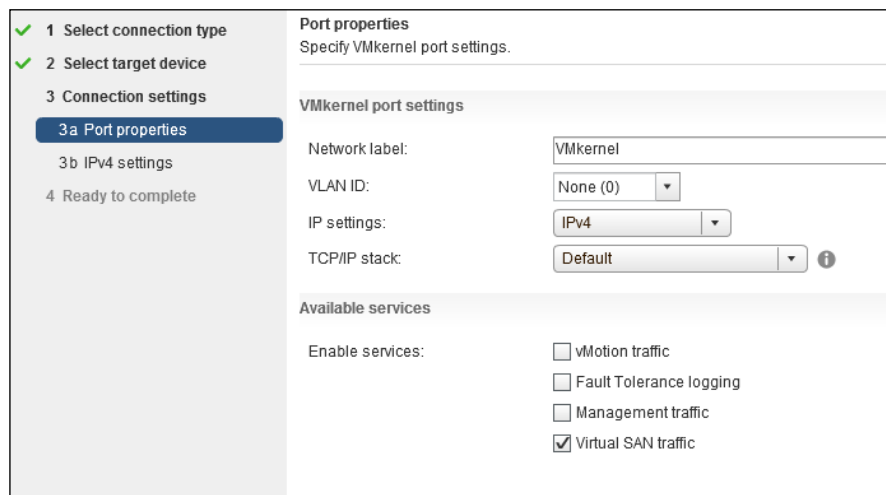 1 Select connection type
2 Select target device
3 Connection settings
3a Port properties
3b IPv4 settings
4 Ready to complete
Port properties
Specify VMkernel port settings.
VMkernel port settings
Network label: VMkernel
VLAN ID: None (0)
IP settings: IPv4
TCP/IP stack: Default
Available services
Enable services: vMotion traffic
Fault Tolerance logging
Management traffic
Virtual SAN traffic